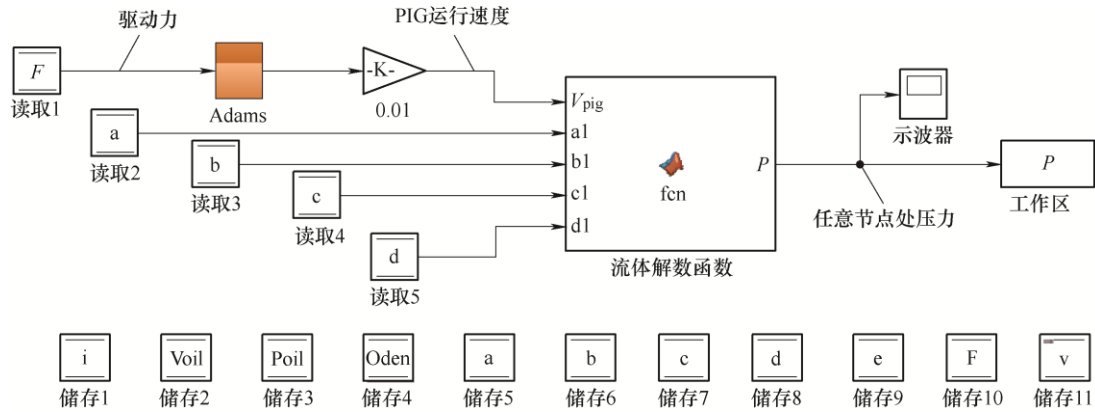 驱动力
PIG运行速度
F
读取1
Adams
-K-
0.01
a
读取2
b
读取3
c
读取4
d
读取5
Vpig
a1
b1
c1
d1
fcn
P
流体解数函数
示波器
P
工作区
任意节点处压力
i
Voil
Poil
Oden
a
b
c
d
e
F
v
储存1
储存2
储存3
储存4
储存5
储存6
储存7
储存8
储存9
储存10
储存11